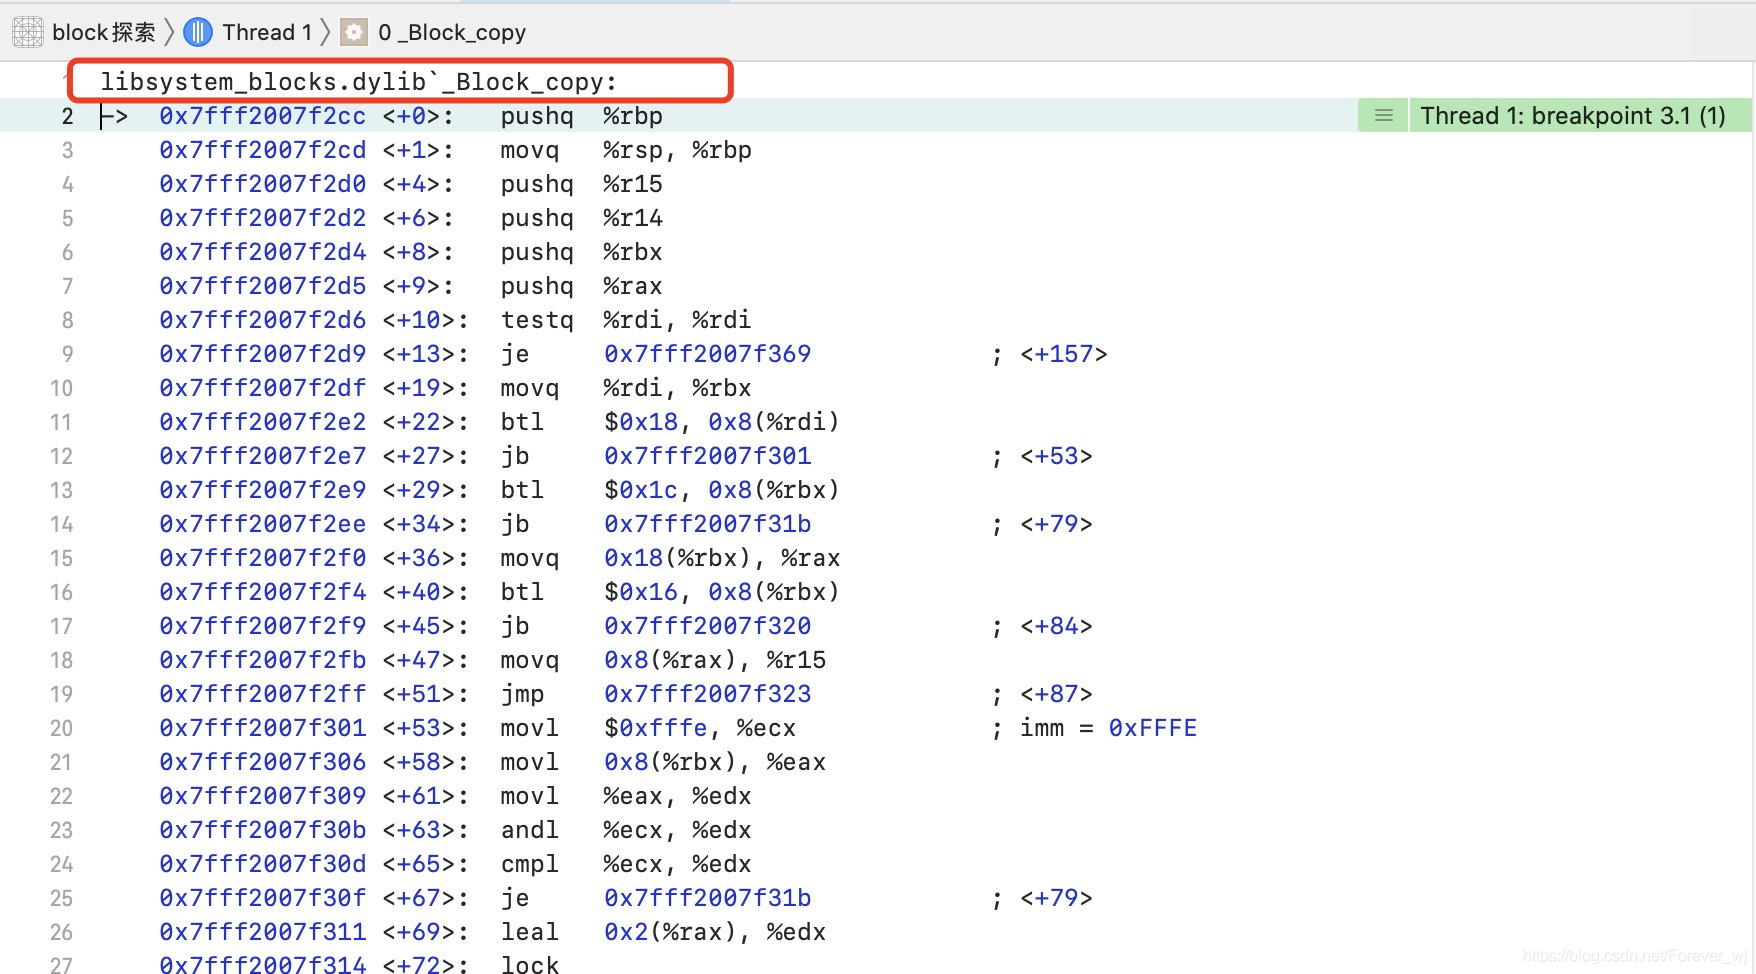 block探索 〉 Thread 1 〉 0 _Block_copy
1 libsystem_blocks.dylib`_Block_copy:
2 -> 0x7fff2007f2cc <+0>: pushq %rbp Thread 1: breakpoint 3.1 (1)
3 0x7fff2007f2cd <+1>: movq %rsp, %rbp
4 0x7fff2007f2d0 <+4>: pushq %r15
5 0x7fff2007f2d2 <+6>: pushq %r14
6 0x7fff2007f2d4 <+8>: pushq %rbx
7 0x7fff2007f2d5 <+9>: pushq %rax
8 0x7fff2007f2d6 <+10>: testq %rdi, %rdi
9 0x7fff2007f2d9 <+13>: je 0x7fff2007f369 ; <+157>
10 0x7fff2007f2df <+19>: movq %rdi, %rbx
11 0x7fff2007f2e2 <+22>: btl $0x18, 0x8(%rdi)
12 0x7fff2007f2e7 <+27>: jb 0x7fff2007f301 ; <+53>
13 0x7fff2007f2e9 <+29>: btl $0x1c, 0x8(%rbx)
14 0x7fff2007f2ee <+34>: jb 0x7fff2007f31b ; <+79>
15 0x7fff2007f2f0 <+36>: movq 0x18(%rbx), %rax
16 0x7fff2007f2f4 <+40>: btl $0x16, 0x8(%rbx)
17 0x7fff2007f2f9 <+45>: jb 0x7fff2007f320 ; <+84>
18 0x7fff2007f2fb <+47>: movq 0x8(%rax), %r15
19 0x7fff2007f2ff <+51>: jmp 0x7fff2007f323 ; <+87>
20 0x7fff2007f301 <+53>: movl $0xfffe, %ecx ; imm = 0xFFFE
21 0x7fff2007f306 <+58>: movl 0x8(%rbx), %eax
22 0x7fff2007f309 <+61>: movl %eax, %edx
23 0x7fff2007f30b <+63>: andl %ecx, %edx
24 0x7fff2007f30d <+65>: cmpl %ecx, %edx
25 0x7fff2007f30f <+67>: je 0x7fff2007f31b ; <+79>
26 0x7fff2007f311 <+69>: leal 0x2(%rax), %edx
27 0x7fff2007f314 <+72>: lock
https://blog.csdn.net/Forever_wj